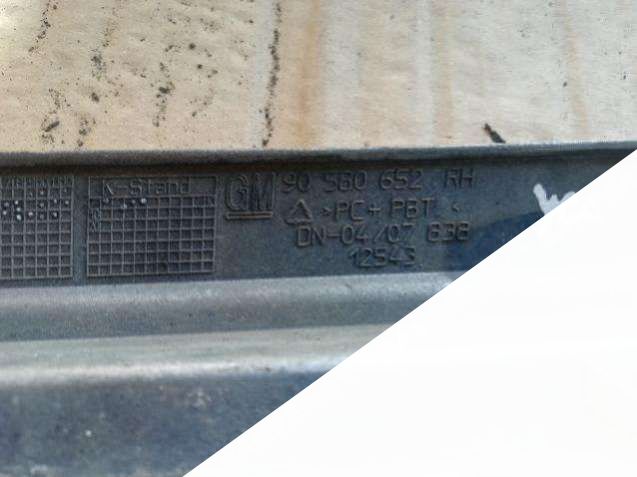 K-Stand
GM 90 560 652 RH
>PC+PBT<
DN-04/07 838
12543